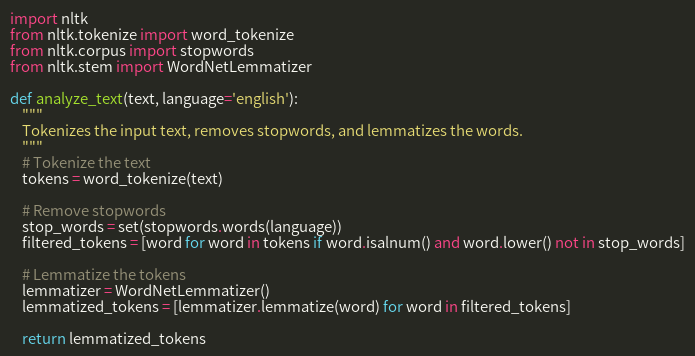 import nltk
from nltk.tokenize import word_tokenize
from nltk.corpus import stopwords
from nltk.stem import WordNetLemmatizer

def analyze_text(text, language='english'):
    """
    Tokenizes the input text, removes stopwords, and lemmatizes the words.
    """
    # Tokenize the text
    tokens = word_tokenize(text)

    # Remove stopwords
    stop_words = set(stopwords.words(language))
    filtered_tokens = [word for word in tokens if word.isalnum() and word.lower() not in stop_words]

    # Lemmatize the tokens
    lemmatizer = WordNetLemmatizer()
    lemmatized_tokens = [lemmatizer.lemmatize(word) for word in filtered_tokens]

    return lemmatized_tokens